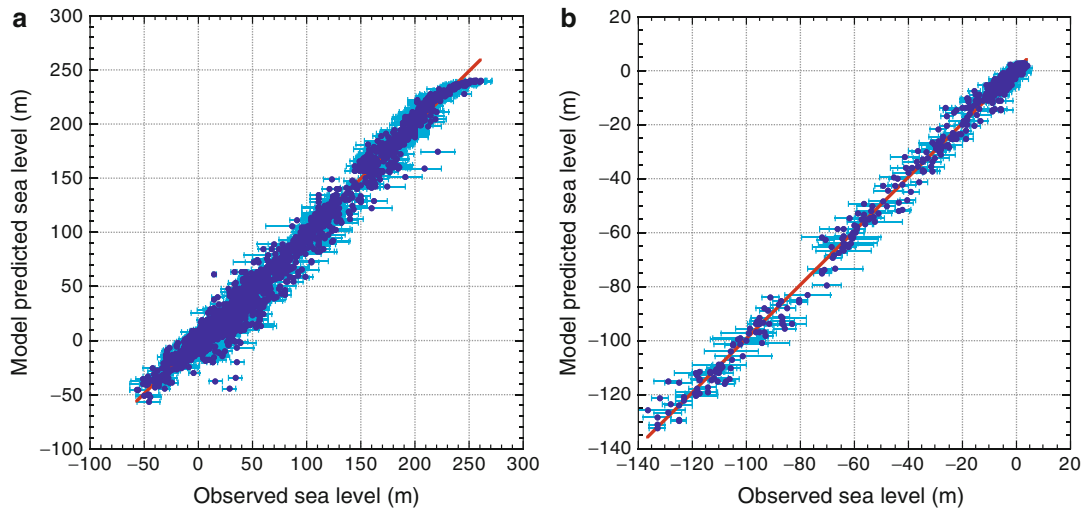 a
300
250
200
150
100
50
0
−50
−100
−100 −50 0 50 100 150 200 250 300
Model predicted sea level (m)
Observed sea level (m)
b
20
0
−20
−40
−60
−80
−100
−120
−140
−140 −120 −100 −80 −60 −40 −20 0 20
Model predicted sea level (m)
Observed sea level (m)